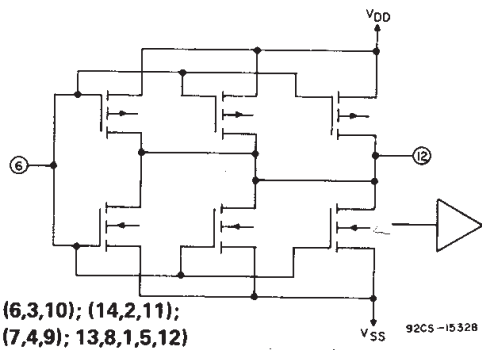 VDD
6
12
(6,3,10); (14,2,11);
(7,4,9); 13,8,1,5,12)
VSS
92CS-15328